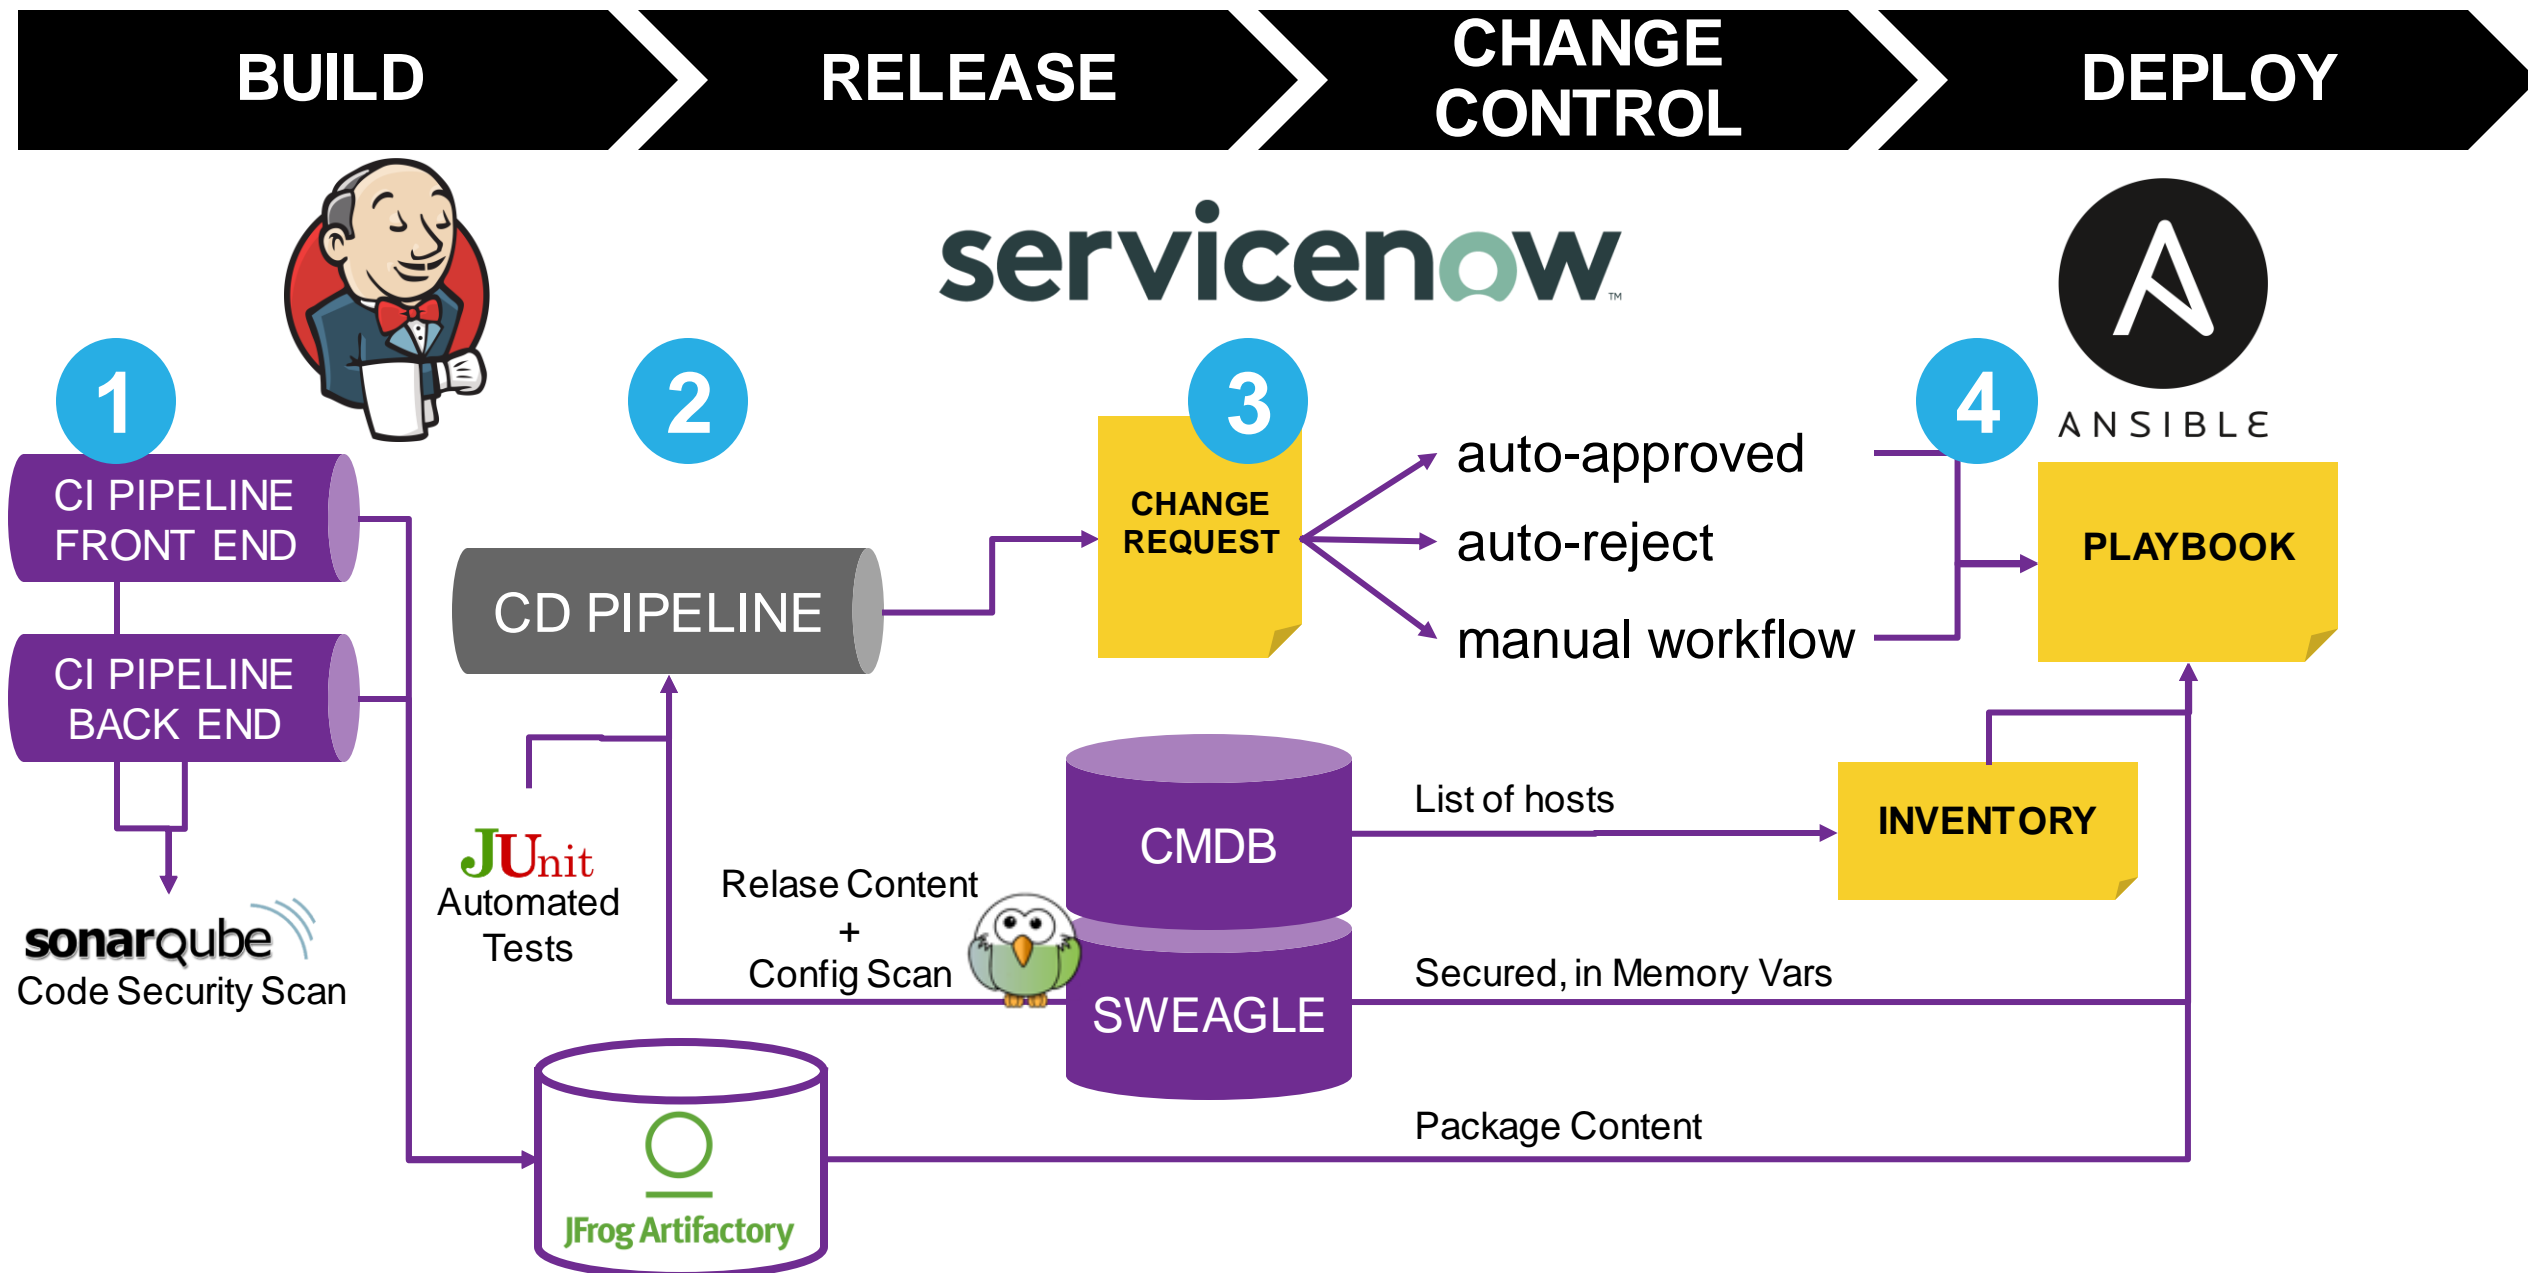 BUILD
RELEASE
CHANGE
CONTROL
DEPLOY
servicenow™
ANSIBLE
1
2
3
4
CI PIPELINE
FRONT END
CI PIPELINE
BACK END
CD PIPELINE
CHANGE
REQUEST
auto-approved
auto-reject
manual workflow
PLAYBOOK
sonarqube
Code Security Scan
JUnit
Automated
Tests
Relase Content
+
Config Scan
CMDB
SWEAGLE
List of hosts
INVENTORY
Secured, in Memory Vars
Package Content
JFrog Artifactory